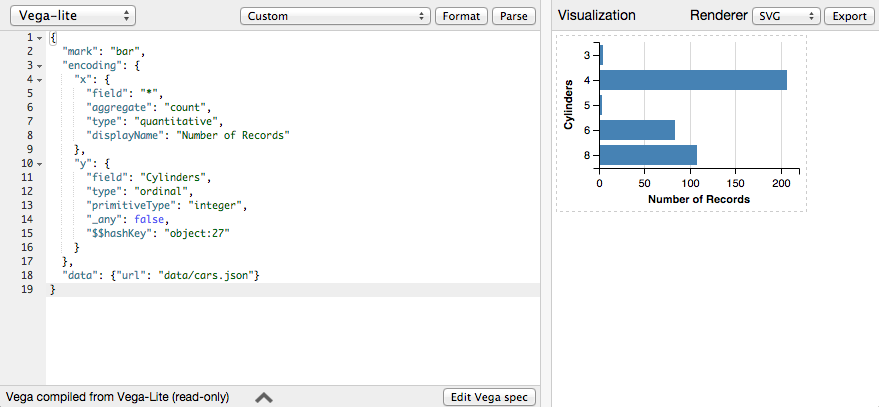 Vega-lite Custom Format Parse Visualization Renderer SVG Export
1 {
2 "mark": "bar",
3 "encoding": {
4 "x": {
5 "field": "*",
6 "aggregate": "count",
7 "type": "quantitative",
8 "displayName": "Number of Records"
9 },
10 "y": {
11 "field": "Cylinders",
12 "type": "ordinal",
13 "primitiveType": "integer",
14 "_any": false,
15 "$$hashKey": "object:27"
16 }
17 },
18 "data": {"url": "data/cars.json"}
19 }
Vega compiled from Vega-Lite (read-only) Edit Vega spec
Cylinders
3
4
5
6
8
0 50 100 150 200
Number of Records